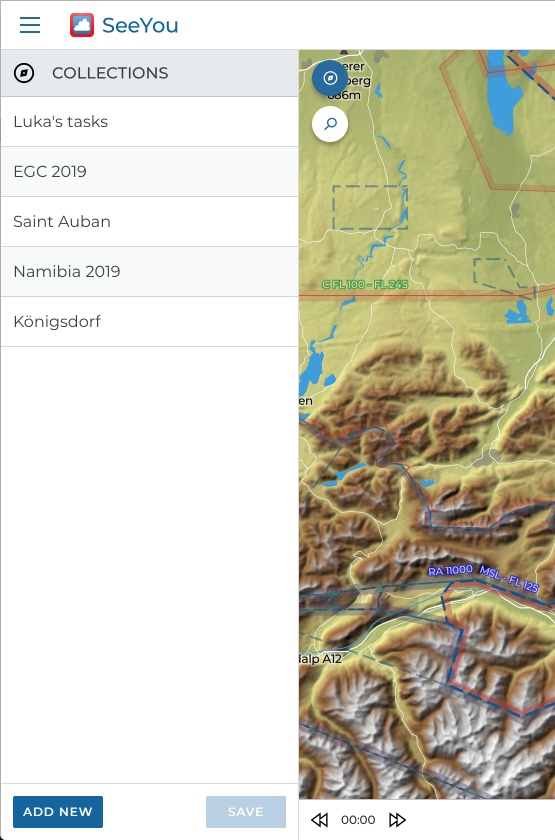 SeeYou
COLLECTIONS
Luka's tasks
EGC 2019
Saint Auban
Namibia 2019
Königsdorf
ADD NEW
SAVE
erer
berg
686m
C FL 100 - FL 245
en
RA 11000 MSL - FL 125
dalp A12
00:00